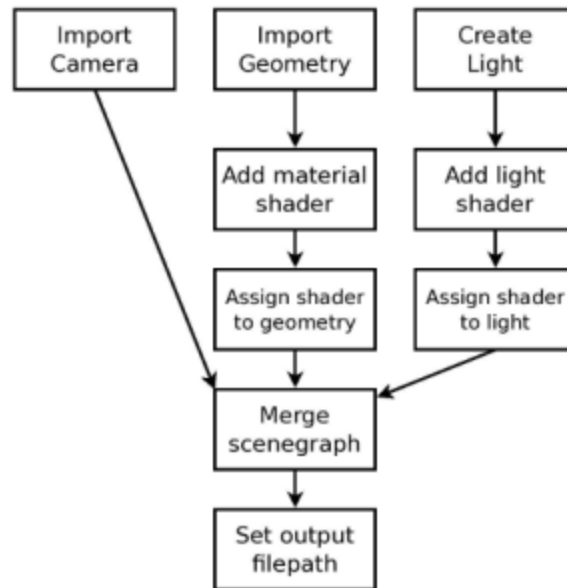 Import
Camera
Import
Geometry
Create
Light
Add material
shader
Add light
shader
Assign shader
to geometry
Assign shader
to light
Merge
scenegraph
Set output
filepath